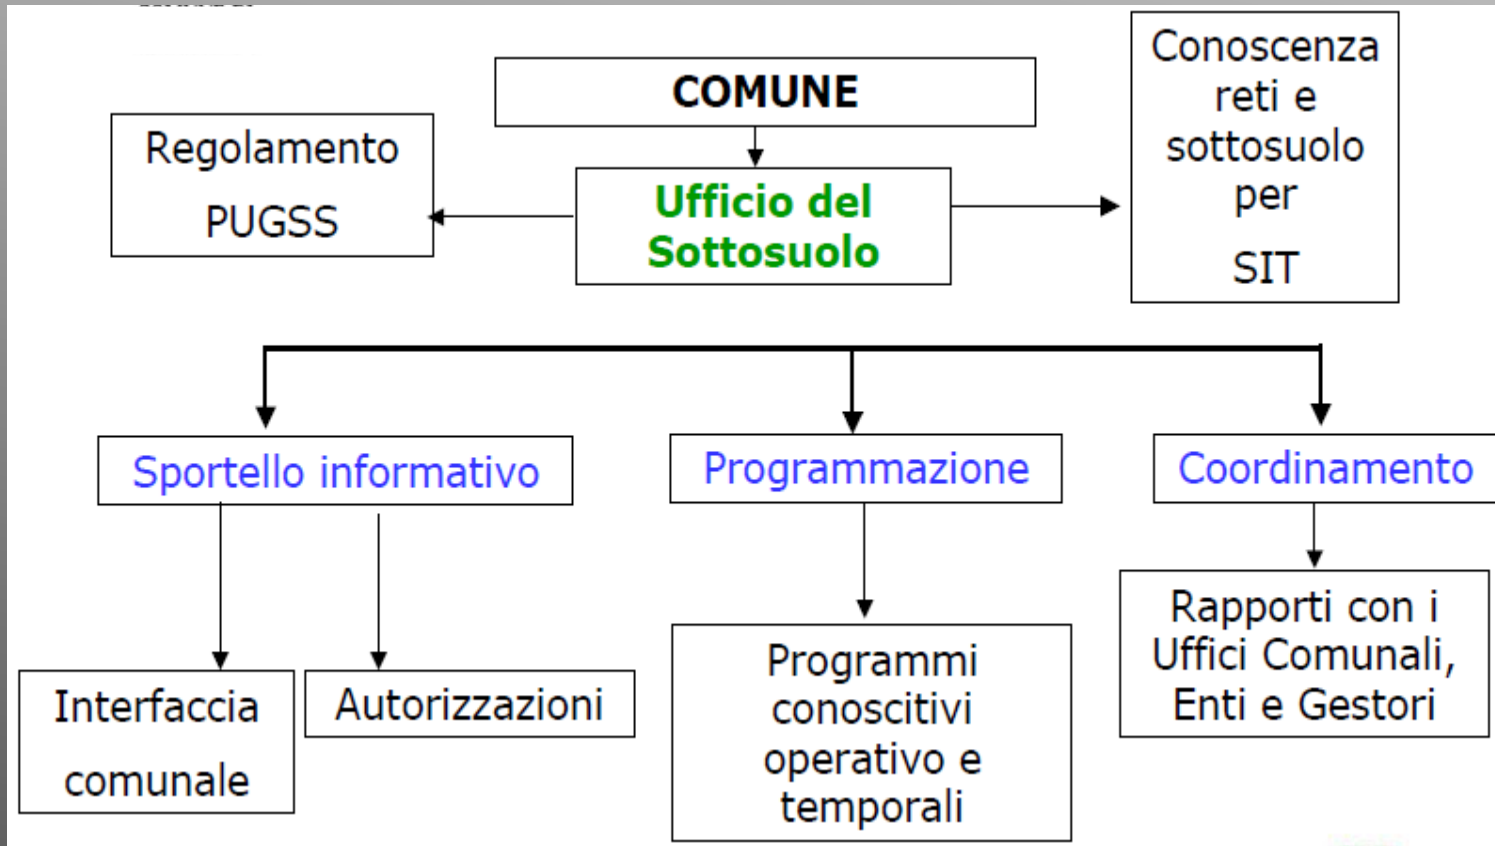 COMUNE
Regolamento
PUGSS
Ufficio del
Sottosuolo
Conoscenza
reti e
sottosuolo
per
SIT
Sportello informativo
Programmazione
Coordinamento
Interfaccia
comunale
Autorizzazioni
Programmi
conoscitivi
operativo e
temporali
Rapporti con i
Uffici Comunali,
Enti e Gestori